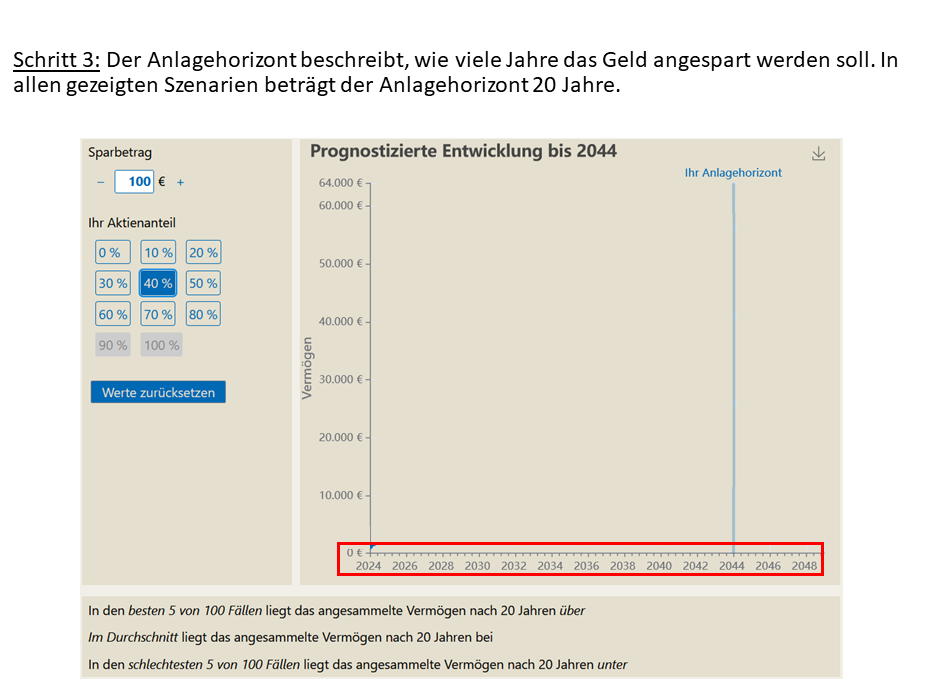 Schritt 3: Der Anlagehorizont beschreibt, wie viele Jahre das Geld angespart werden soll. In
allen gezeigten Szenarien beträgt der Anlagehorizont 20 Jahre.
Sparbetrag
– 100 € +
Ihr Aktienanteil
0 % 10 % 20 %
30 % 40 % 50 %
60 % 70 % 80 %
90 % 100 %
Werte zurücksetzen
Prognostizierte Entwicklung bis 2044
Ihr Anlagehorizont
64.000 €
60.000 €
50.000 €
40.000 €
30.000 €
20.000 €
10.000 €
0 €
Vermögen
2024 2026 2028 2030 2032 2034 2036 2038 2040 2042 2044 2046 2048
In den besten 5 von 100 Fällen liegt das angesammelte Vermögen nach 20 Jahren über
Im Durchschnitt liegt das angesammelte Vermögen nach 20 Jahren bei
In den schlechtesten 5 von 100 Fällen liegt das angesammelte Vermögen nach 20 Jahren unter